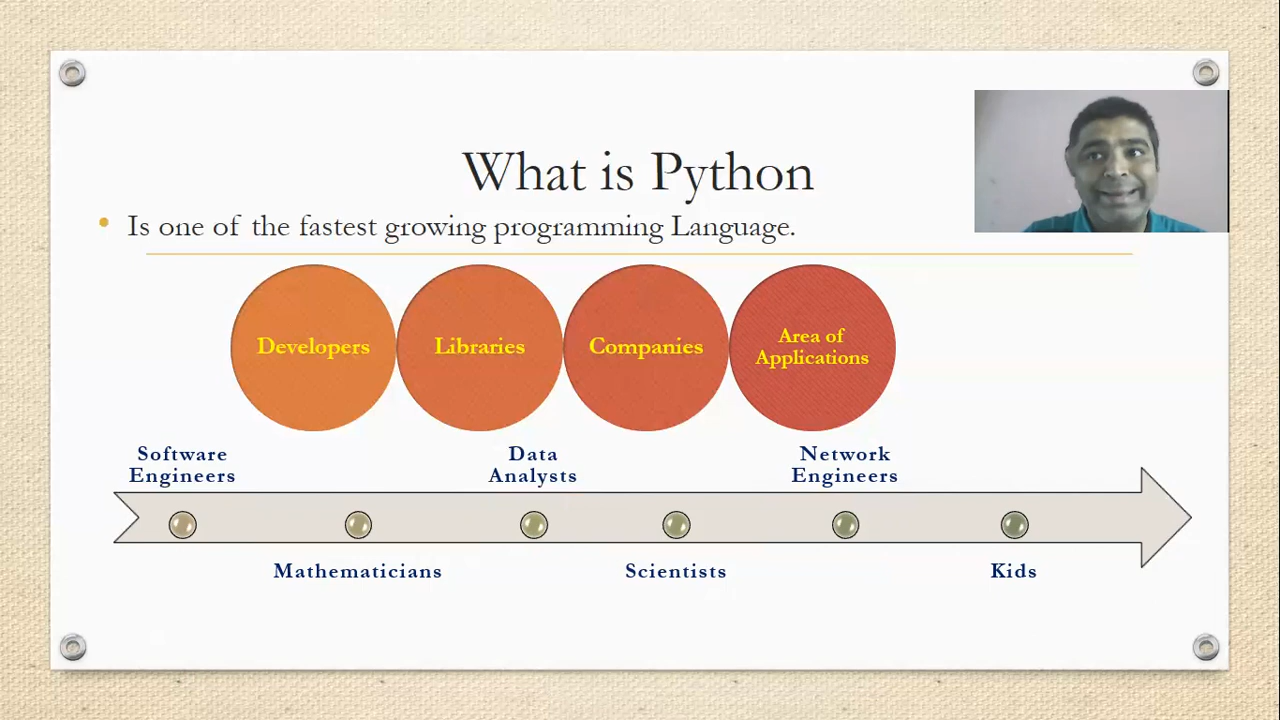 What is Python
• Is one of the fastest growing programming Language.
Developers
Libraries
Companies
Area of
Applications
Software
Engineers
Data
Analysts
Network
Engineers
Mathematicians
Scientists
Kids